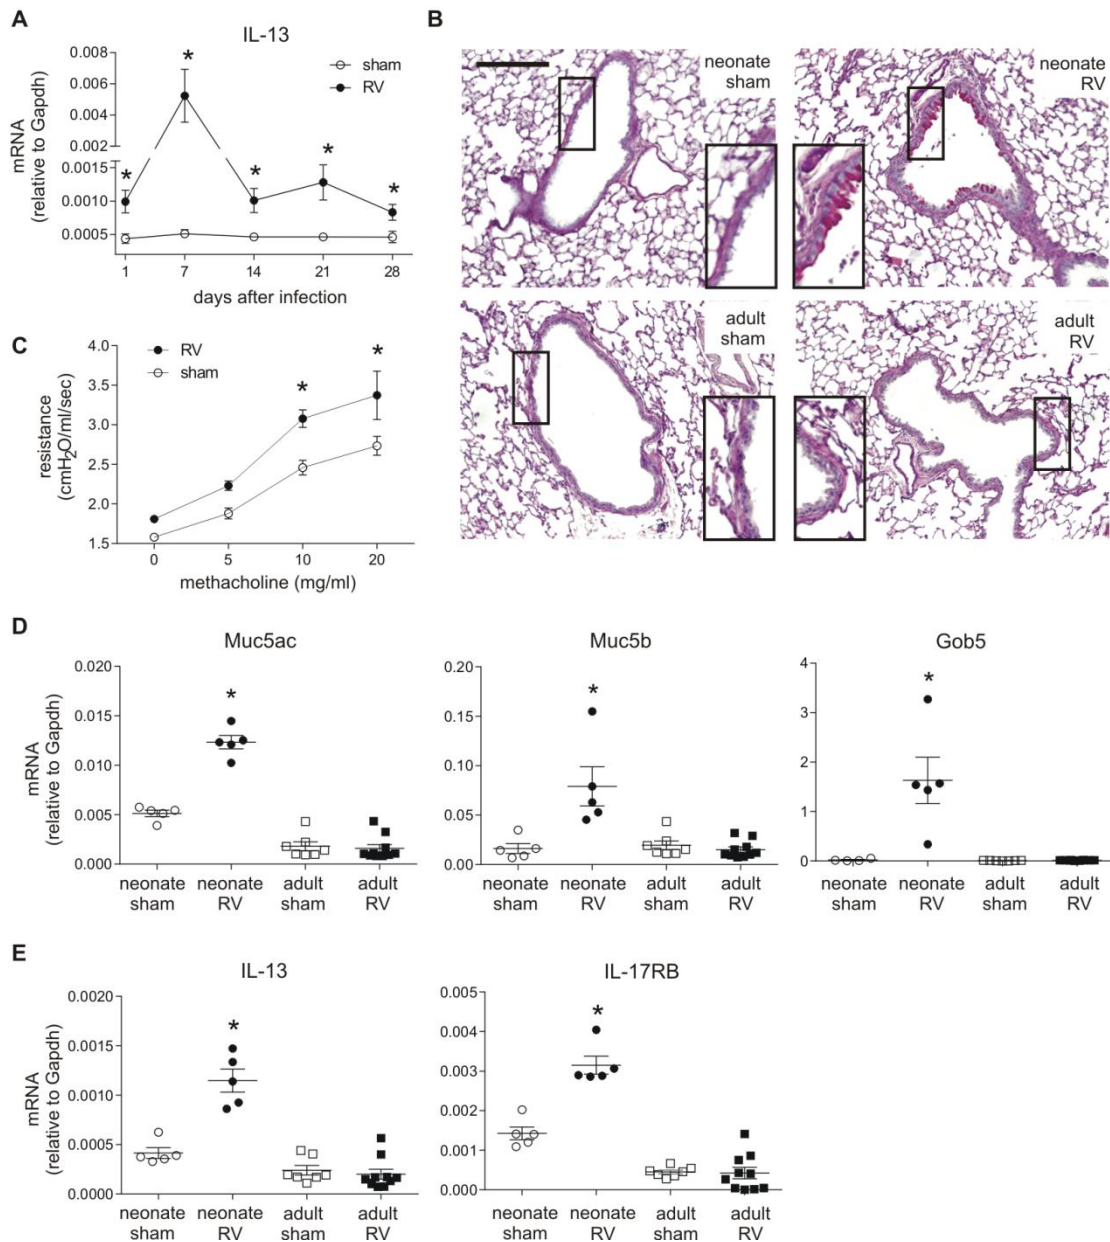 A
IL-13
mRNA
(relative to Gapdh)
0.008
0.006
0.004
0.002
0.0015
0.0010
0.0005
sham
RV
*
*
*
*
*
1
7
14
21
28
days after infection
B
neonate
sham
neonate
RV
adult
sham
adult
RV
C
resistance
(cmH₂O/ml/sec)
4.0
3.5
3.0
2.5
2.0
1.5
RV
sham
*
*
0
5
10
20
methacholine (mg/ml)
D
Muc5ac
mRNA
(relative to Gapdh)
0.020
0.015
0.010
0.005
0.000
*
neonate
sham
neonate
RV
adult
sham
adult
RV
Muc5b
0.20
0.15
0.10
0.05
0.00
*
neonate
sham
neonate
RV
adult
sham
adult
RV
Gob5
4
3
2
1
0
*
neonate
sham
neonate
RV
adult
sham
adult
RV
E
IL-13
mRNA
(relative to Gapdh)
0.0020
0.0015
0.0010
0.0005
0.0000
*
neonate
sham
neonate
RV
adult
sham
adult
RV
IL-17RB
0.005
0.004
0.003
0.002
0.001
0.000
*
neonate
sham
neonate
RV
adult
sham
adult
RV